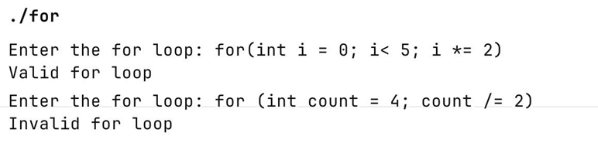 ./for
Enter the for loop: for(int i = 0; i< 5; i *= 2)
Valid for loop
Enter the for loop: for (int count = 4; count /= 2)
Invalid for loop